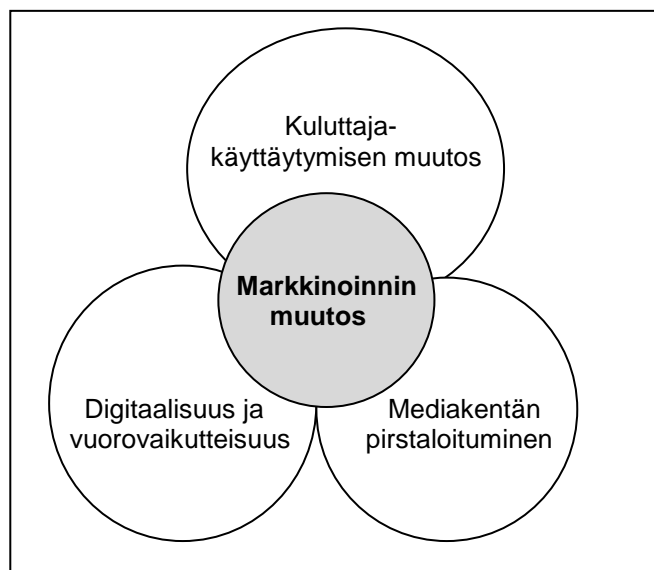 Kuluttaja-
käyttäytymisen muutos
Markkinoinnin
muutos
Digitaalisuus ja
vuorovaikutteisuus
Mediakentän
pirstaloituminen